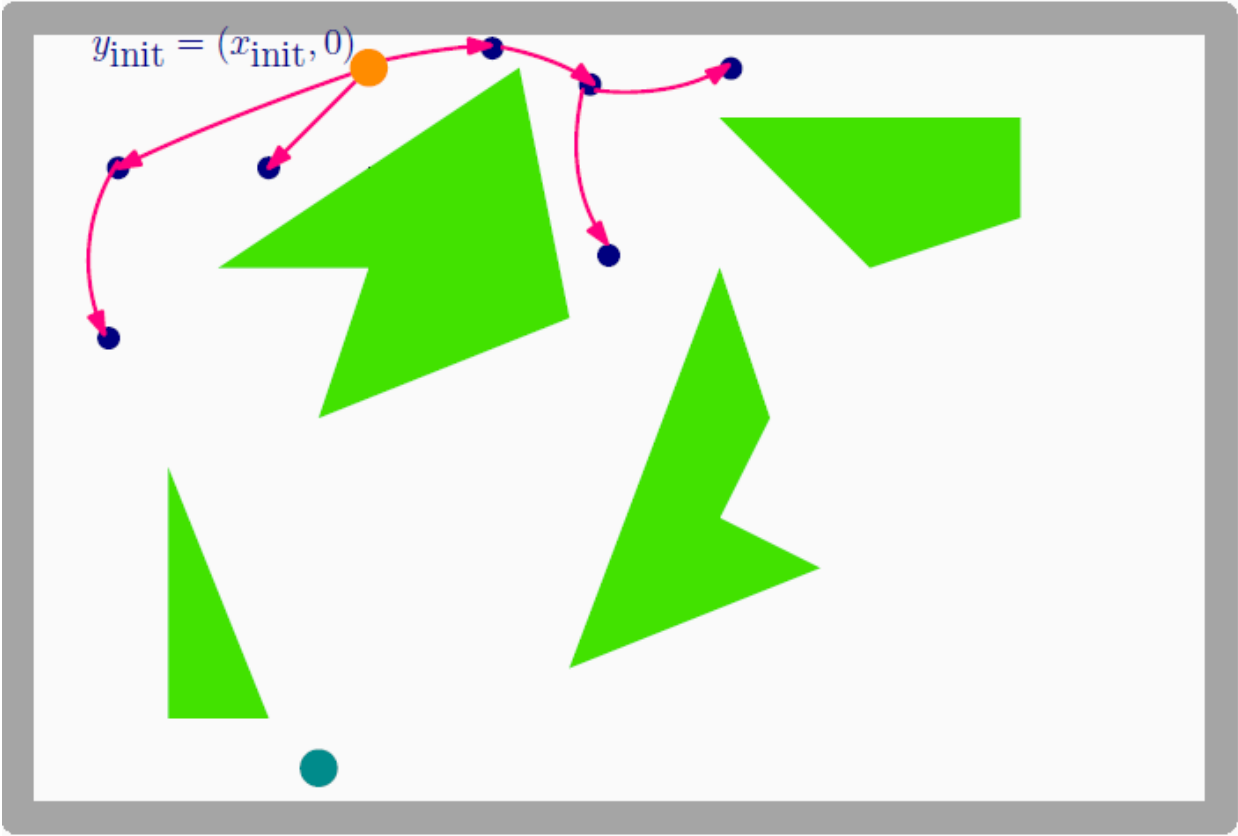 y_init = (x_init, 0)